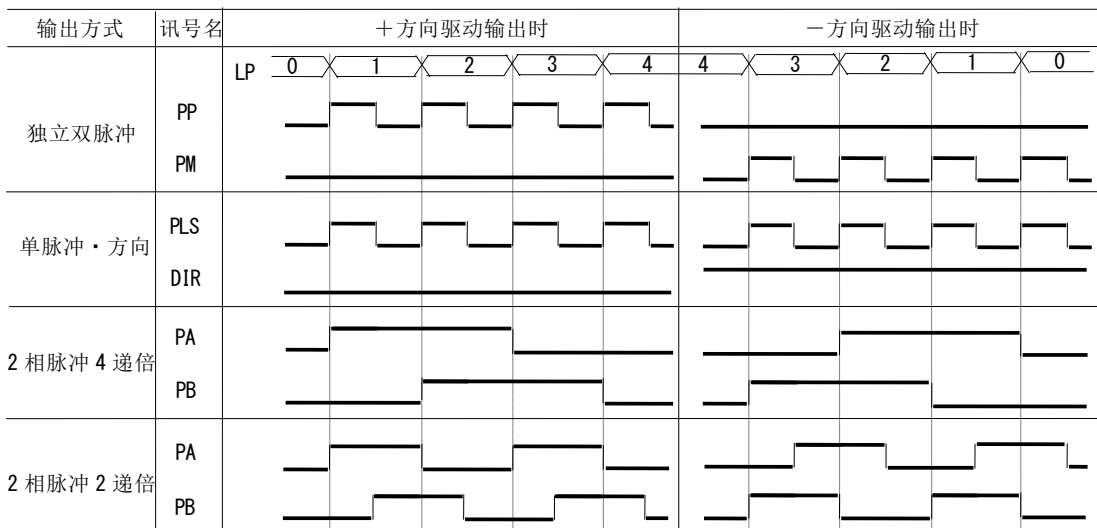 输出方式 讯号名 ＋方向驱动输出时 －方向驱动输出时
LP 0 1 2 3 4 4 3 2 1 0
独立双脉冲
PP
PM
单脉冲・方向
PLS
DIR
2 相脉冲 4 递倍
PA
PB
2 相脉冲 2 递倍
PA
PB